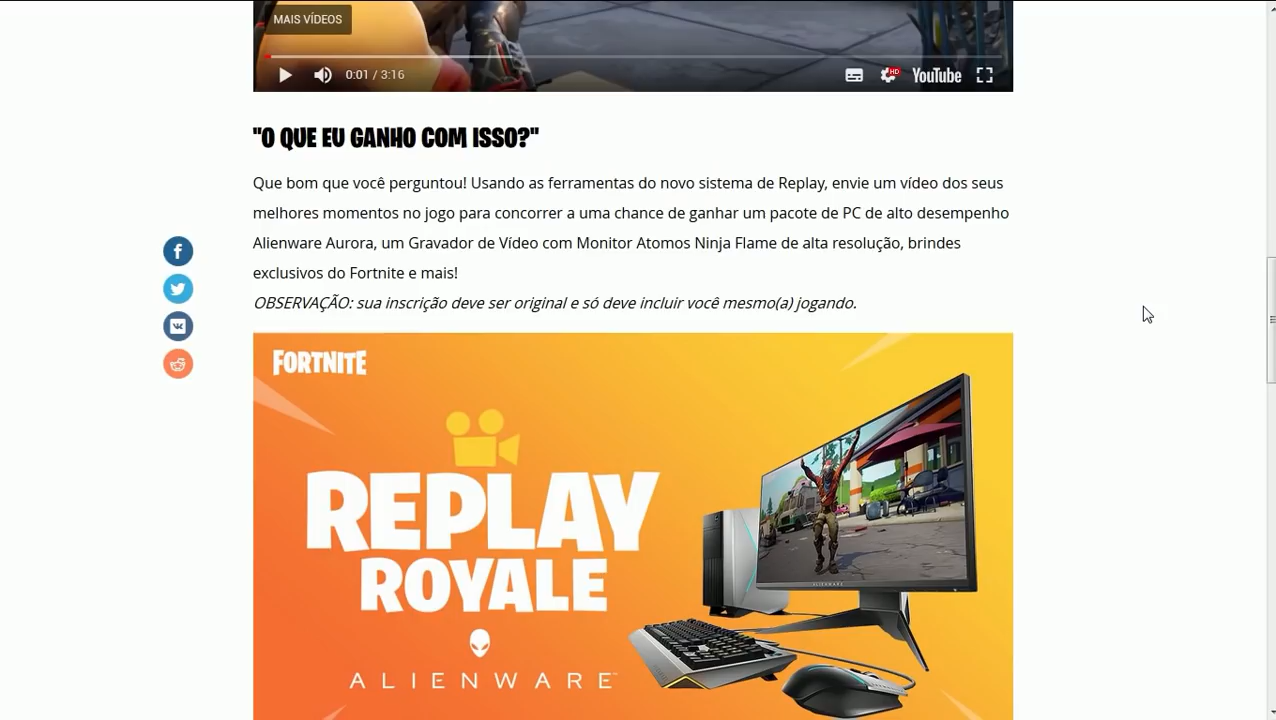 MAIS VÍDEOS
0:01 / 3:16
HD
YouTube
"O QUE EU GANHO COM ISSO?"
Que bom que você perguntou! Usando as ferramentas do novo sistema de Replay, envie um vídeo dos seus
melhores momentos no jogo para concorrer a uma chance de ganhar um pacote de PC de alto desempenho
Alienware Aurora, um Gravador de Vídeo com Monitor Atomos Ninja Flame de alta resolução, brindes
exclusivos do Fortnite e mais!
OBSERVAÇÃO: sua inscrição deve ser original e só deve incluir você mesmo(a) jogando.
FORTNITE
REPLAY
ROYALE
ALIENWARE
ALIENWARE